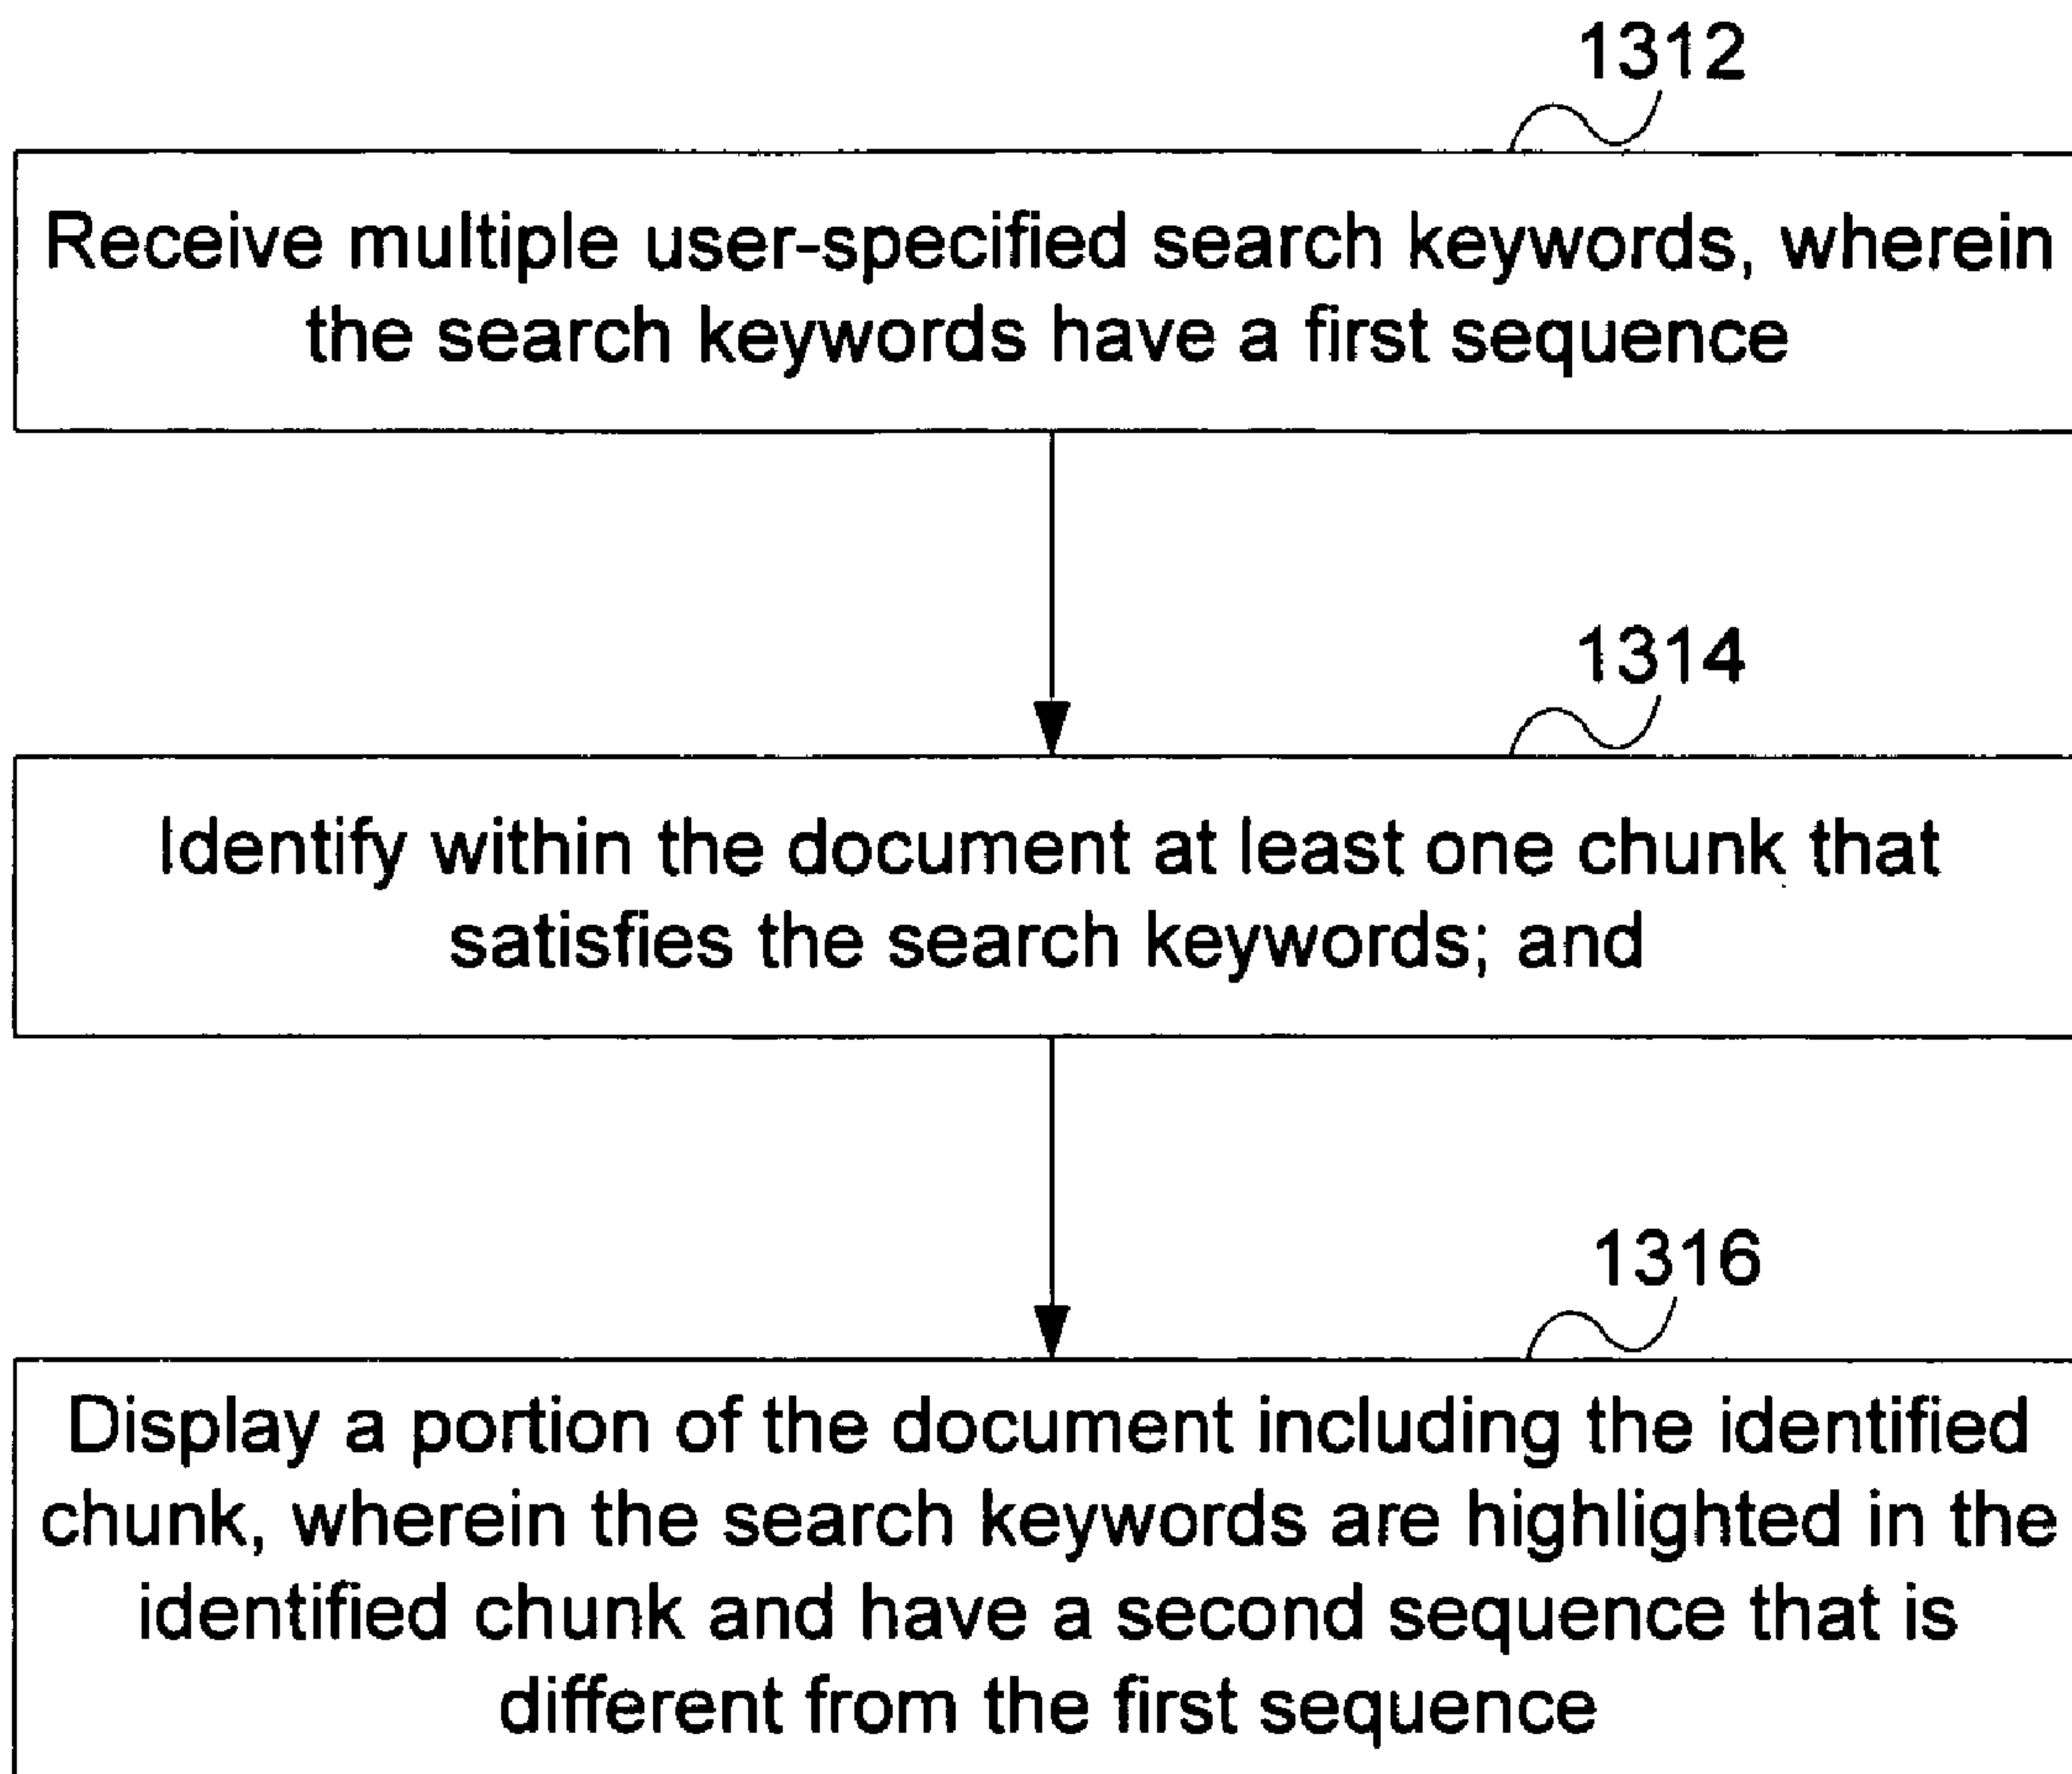 1312
Receive multiple user-specified search keywords, wherein
the search keywords have a first sequence
1314
Identify within the document at least one chunk that
satisfies the search keywords; and
1316
Display a portion of the document including the identified
chunk, wherein the search keywords are highlighted in the
identified chunk and have a second sequence that is
different from the first sequence